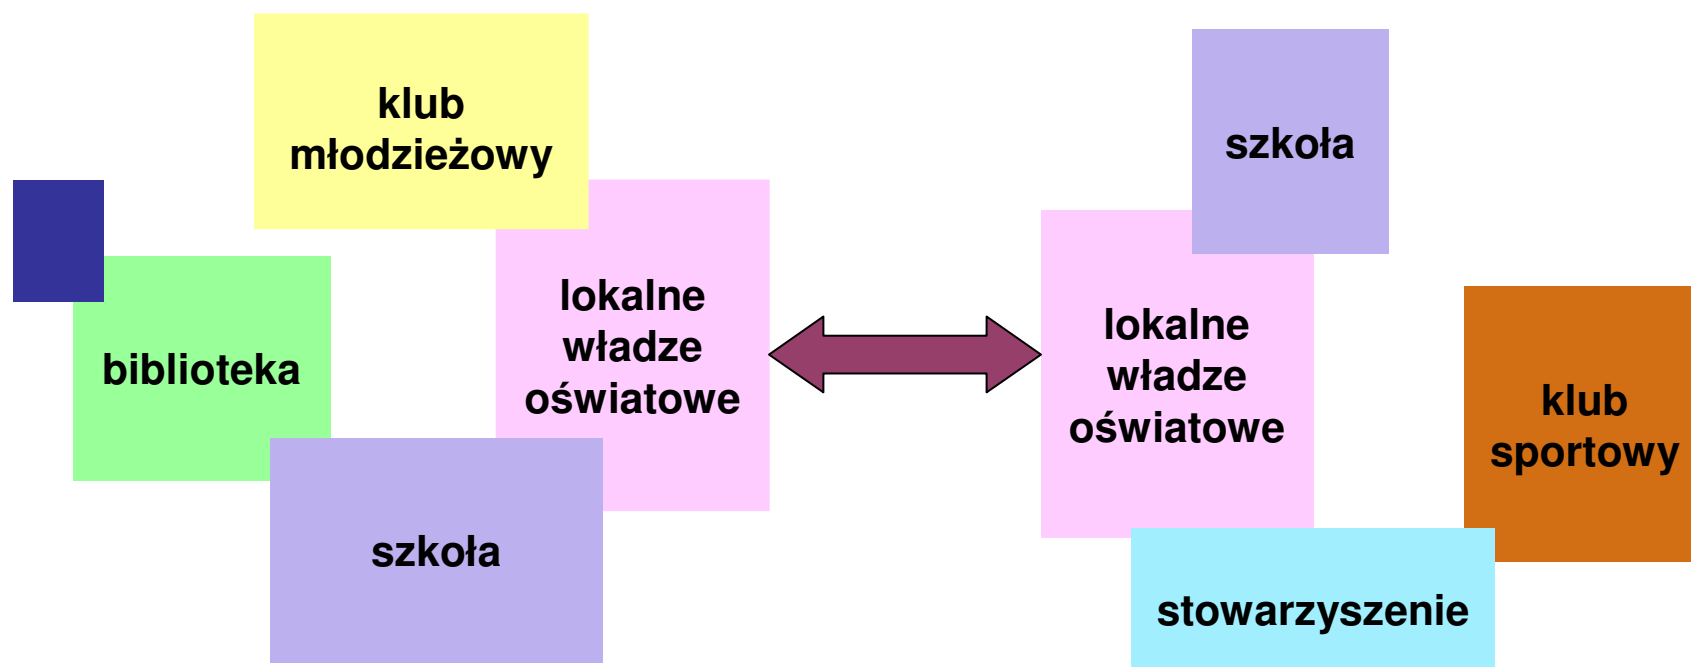 klub
młodzieżowy
biblioteka
lokalne
władze
oświatowe
szkoła
szkoła
lokalne
władze
oświatowe
klub
sportowy
stowarzyszenie